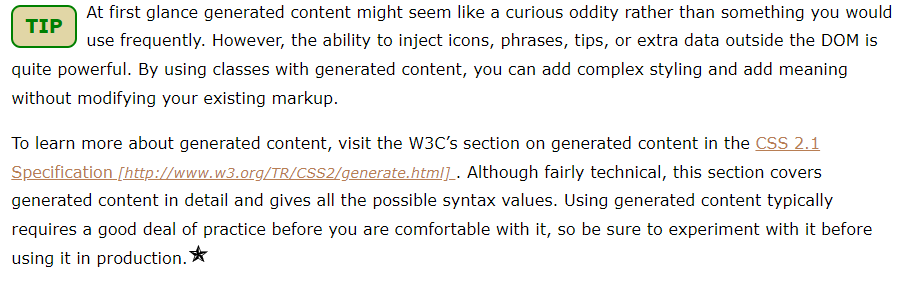 TIP At first glance generated content might seem like a curious oddity rather than something you would
use frequently. However, the ability to inject icons, phrases, tips, or extra data outside the DOM is
quite powerful. By using classes with generated content, you can add complex styling and add meaning
without modifying your existing markup.
To learn more about generated content, visit the W3C’s section on generated content in the CSS 2.1
Specification [http://www.w3.org/TR/CSS2/generate.html] . Although fairly technical, this section covers
generated content in detail and gives all the possible syntax values. Using generated content typically
requires a good deal of practice before you are comfortable with it, so be sure to experiment with it before
using it in production.